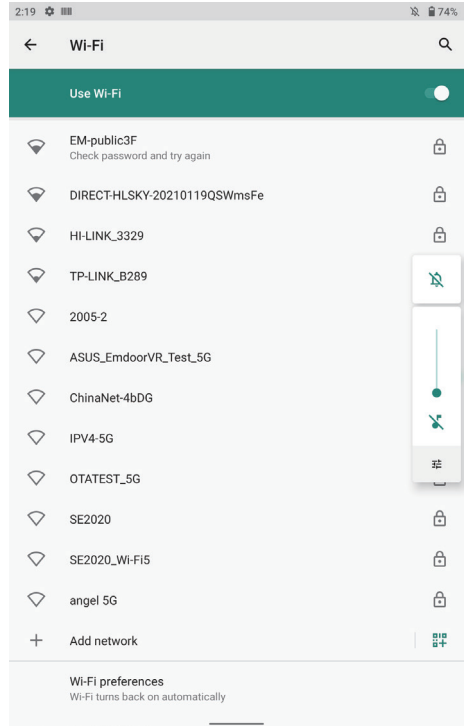 2:19 74%
Wi-Fi
Use Wi-Fi
EM-public3F
Check password and try again
DIRECT-HLSKY-20210119QSWmsFe
HI-LINK_3329
TP-LINK_B289
2005-2
ASUS_EmdoorVR_Test_5G
ChinaNet-4bDG
IPV4-5G
OTATEST_5G
SE2020
SE2020_Wi-Fi5
angel 5G
Add network
Wi-Fi preferences
Wi-Fi turns back on automatically